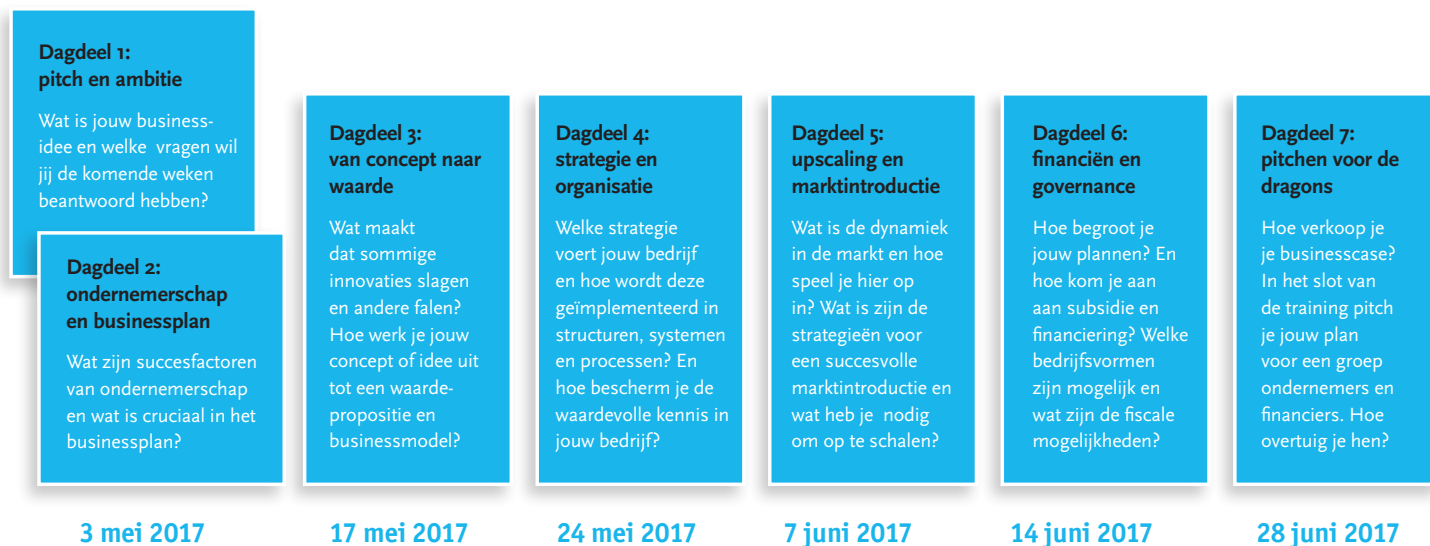 Dagdeel 1:
pitch en ambitie
Wat is jouw business-
idee en welke vragen wil
jij de komende weken
beantwoord hebben?
Dagdeel 2:
ondernemerschap
en businessplan
Wat zijn succesfactoren
van ondernemerschap
en wat is cruciaal in het
businessplan?
3 mei 2017
Dagdeel 3:
van concept naar
waarde
Wat maakt
dat sommige
innovaties slagen
en andere falen?
Hoe werk je jouw
concept of idee uit
tot een waarde-
propositie en
businessmodel?
17 mei 2017
Dagdeel 4:
strategie en
organisatie
Welke strategie
voert jouw bedrijf
en hoe wordt deze
geïmplementeerd in
structuren, systemen
en processen? En
hoe bescherm je de
waardevolle kennis in
jouw bedrijf?
24 mei 2017
Dagdeel 5:
upscaling en
marktintroductie
Wat is de dynamiek
in de markt en hoe
speel je hier op
in? Wat is zijn de
strategieën voor
een succesvolle
marktintroductie en
wat heb je nodig
om op te schalen?
7 juni 2017
Dagdeel 6:
financiën en
governance
Hoe begroot je
jouw plannen? En
hoe kom je aan
aan subsidie en
financiering? Welke
bedrijfsvormen
zijn mogelijk en
wat zijn de fiscale
mogelijkheden?
14 juni 2017
Dagdeel 7:
pitchen voor de
dragons
Hoe verkoop je
je businesscase?
In het slot van
de training pitch
je jouw plan
voor een groep
ondernemers en
financiers. Hoe
overtuig je hen?
28 juni 2017